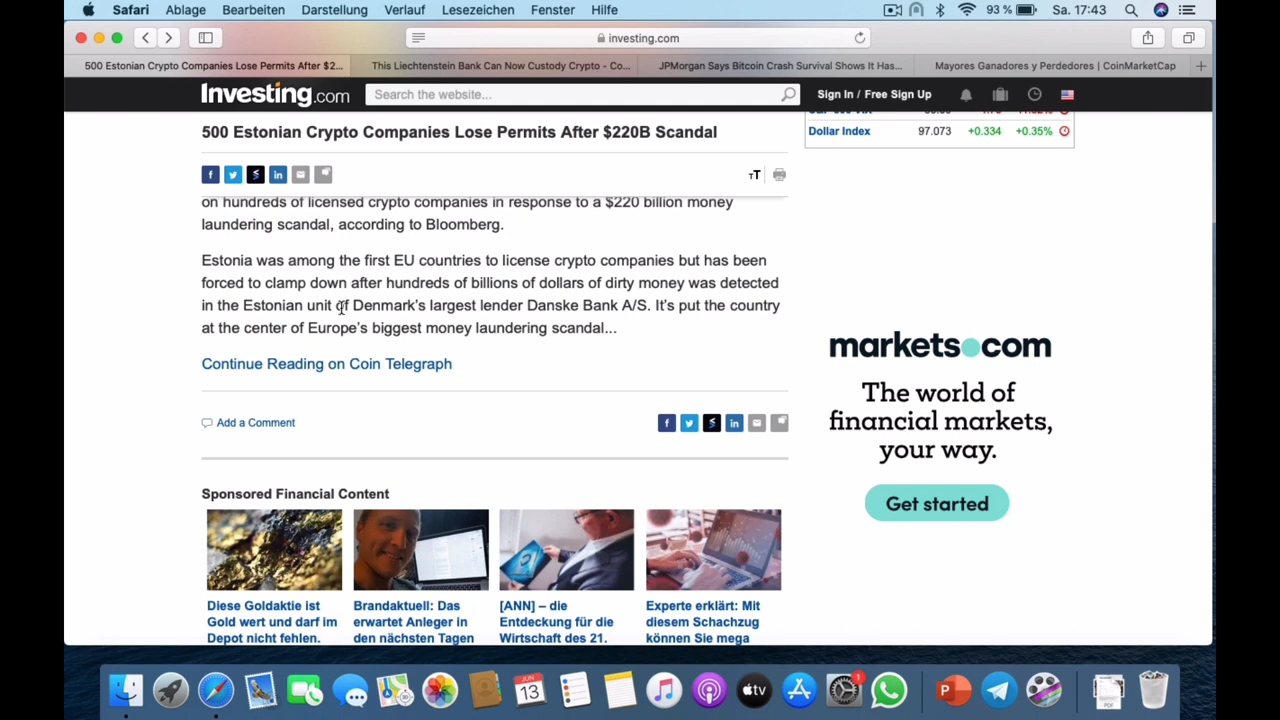 Safari Ablage Bearbeiten Darstellung Verlauf Lesezeichen Fenster Hilfe 93 % Sa. 17:43
investing.com
500 Estonian Crypto Companies Lose Permits After $2... This Liechtenstein Bank Can Now Custody Crypto - Co... JPMorgan Says Bitcoin Crash Survival Shows It Has... Mayores Ganadores y Perdedores | CoinMarketCap
Investing.com Search the website... Sign In / Free Sign Up
500 Estonian Crypto Companies Lose Permits After $220B Scandal
Dollar Index 97.073 +0.334 +0.35%
on hundreds of licensed crypto companies in response to a $220 billion money
laundering scandal, according to Bloomberg.
Estonia was among the first EU countries to license crypto companies but has been
forced to clamp down after hundreds of billions of dollars of dirty money was detected
in the Estonian unit of Denmark's largest lender Danske Bank A/S. It's put the country
at the center of Europe's biggest money laundering scandal...
Continue Reading on Coin Telegraph
Add a Comment
markets.com
The world of
financial markets,
your way.
Get started
Sponsored Financial Content
Diese Goldaktie ist
Gold wert und darf im
Depot nicht fehlen.
Brandaktuell: Das
erwartet Anleger in
den nächsten Tagen
[ANN] – die
Entdeckung für die
Wirtschaft des 21.
Experte erklärt: Mit
diesem Schachzug
können Sie mega
JUN
13
tv
1
PDF